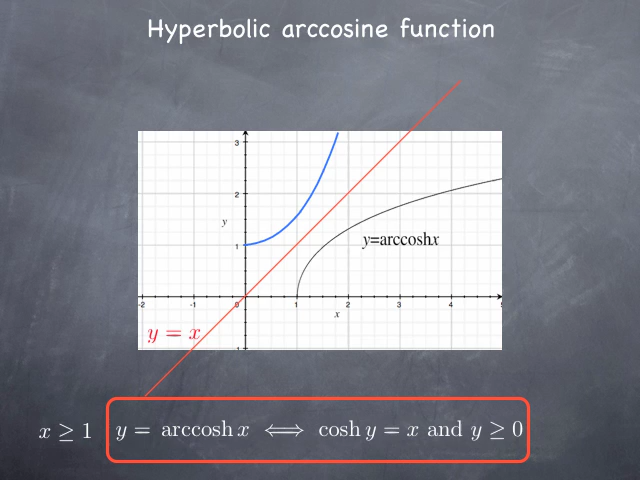 Hyperbolic arccosine function
3
2
y
1
y=arccoshx
-2 -1 0 1 2 3 4 5
x
y = x
-1
x ≥ 1 y = arccosh x ⟺ cosh y = x and y ≥ 0